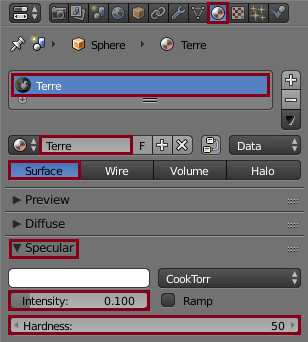 Sphere Terre
Terre
Terre F Data
Surface Wire Volume Halo
Preview
Diffuse
Specular
CookTorr
Intensity: 0.100 Ramp
Hardness: 50